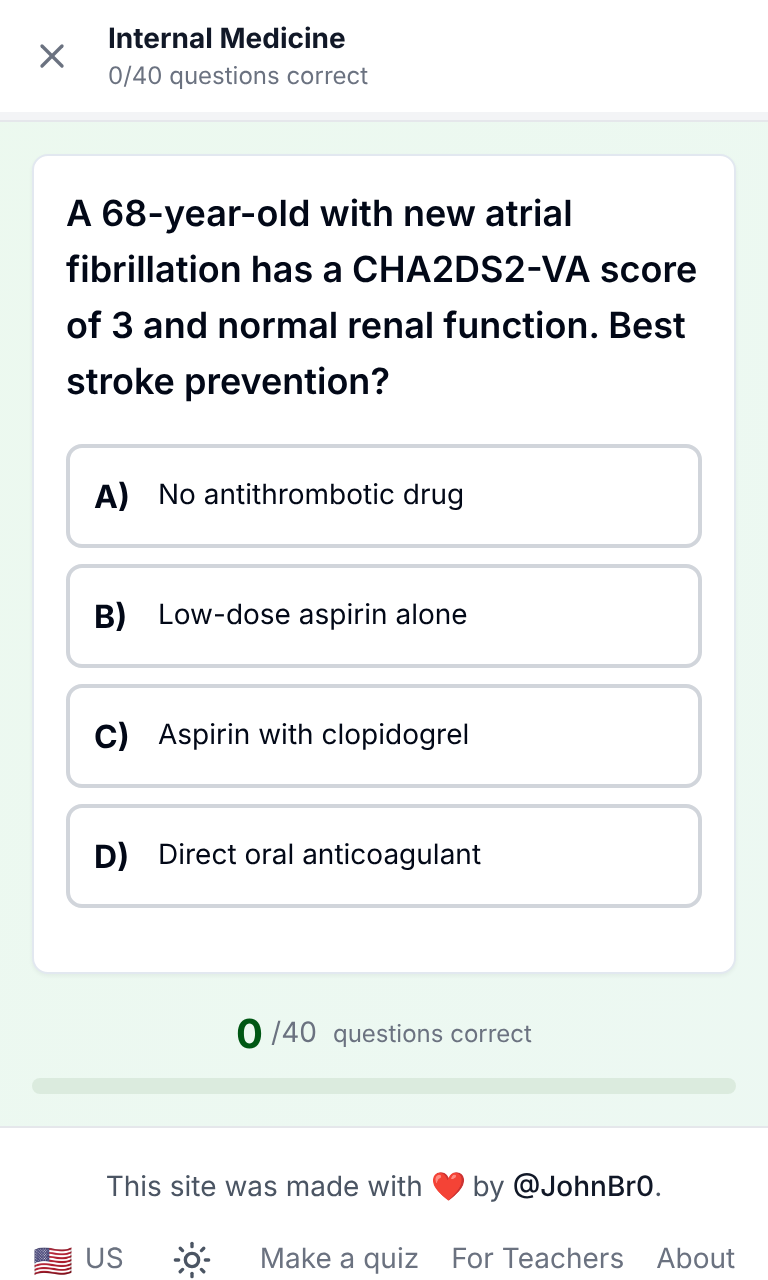 Internal Medicine
0/40 questions correct
A 68-year-old with new atrial
fibrillation has a CHA2DS2-VA score
of 3 and normal renal function. Best
stroke prevention?
A) No antithrombotic drug
B) Low-dose aspirin alone
C) Aspirin with clopidogrel
D) Direct oral anticoagulant
0 /40 questions correct
This site was made with ❤️ by @JohnBr0.
🇺🇸 US Make a quiz For Teachers About